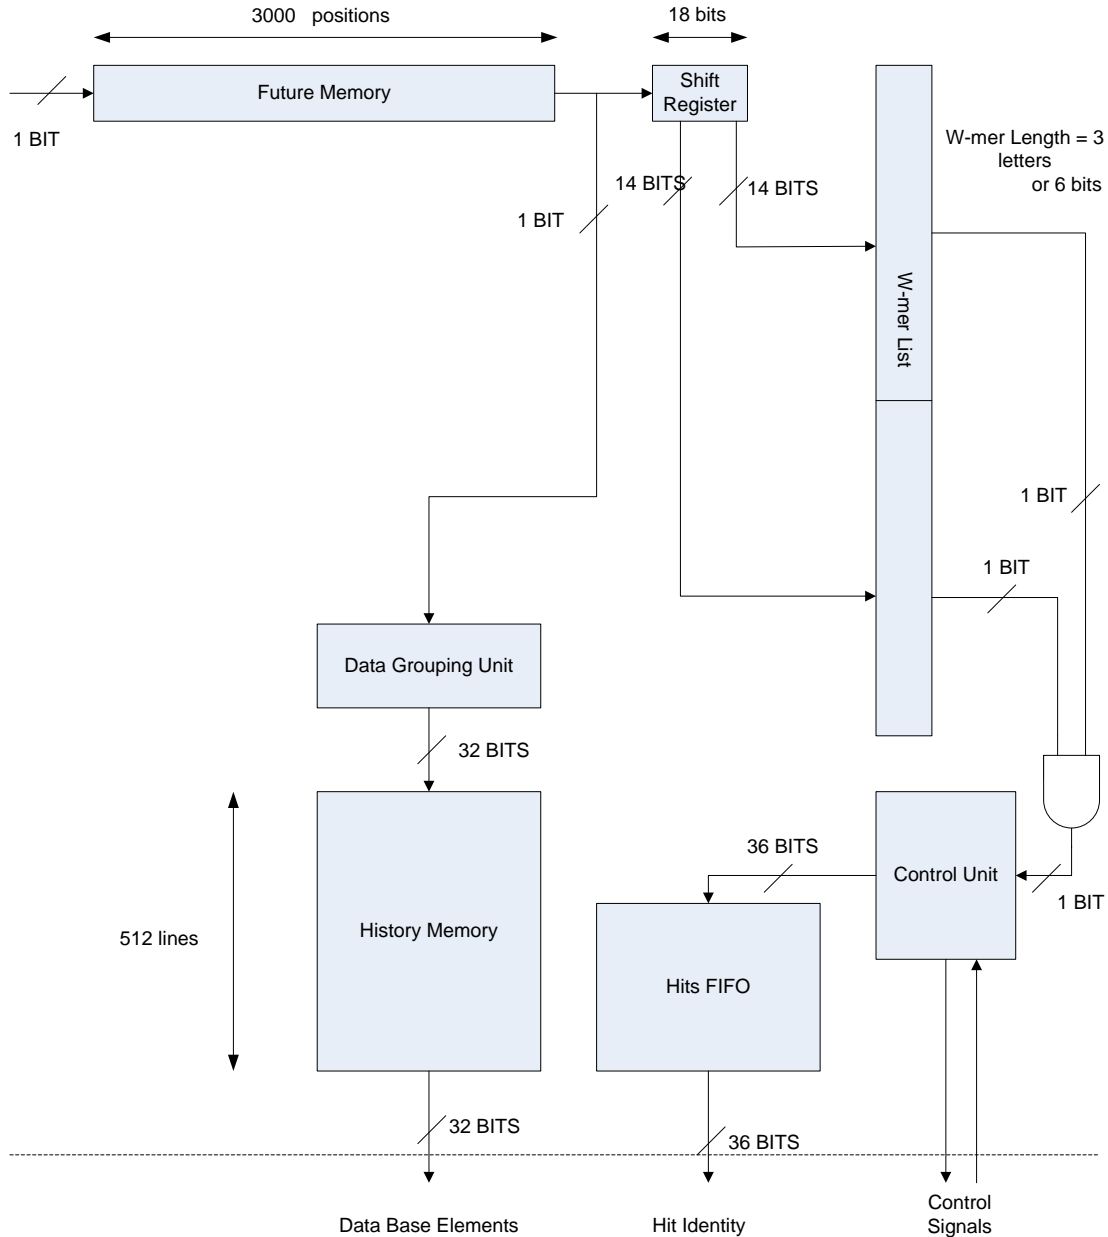 3000 positions
18 bits
Future Memory
Shift
Register
1 BIT
W-mer Length = 3
letters
or 6 bits
14 BITS
14 BITS
1 BIT
W-mer List
1 BIT
1 BIT
Data Grouping Unit
32 BITS
36 BITS
Control Unit
1 BIT
512 lines
History Memory
Hits FIFO
32 BITS
36 BITS
Data Base Elements
Hit Identity
Control
Signals